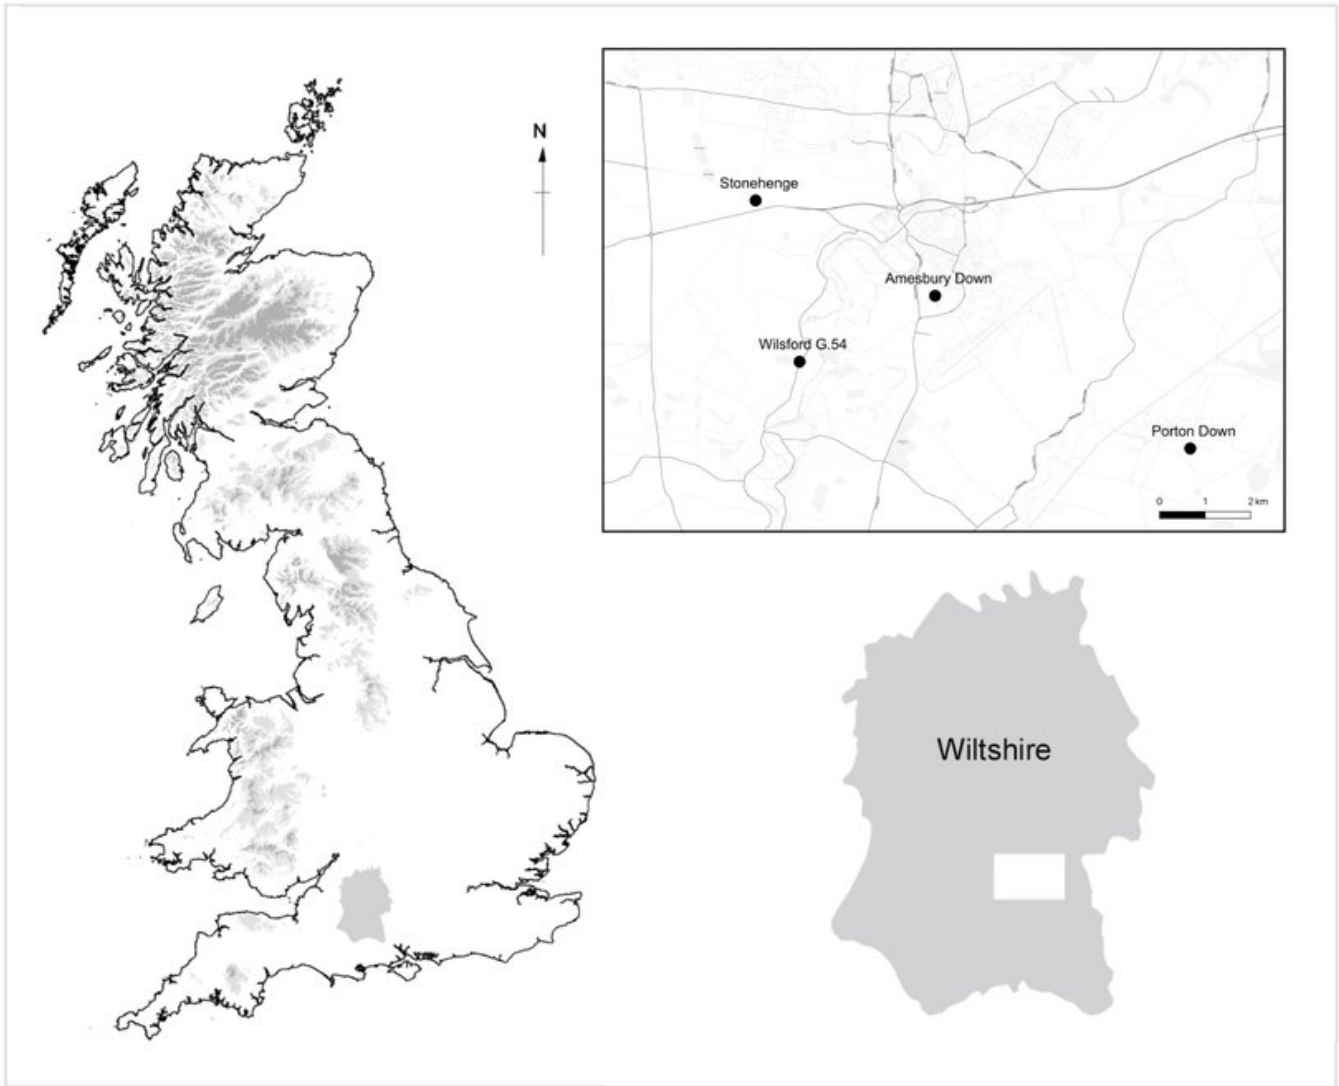 N
Stonehenge
Amesbury Down
Wilsford G.54
Porton Down
0 1 2 km
Wiltshire